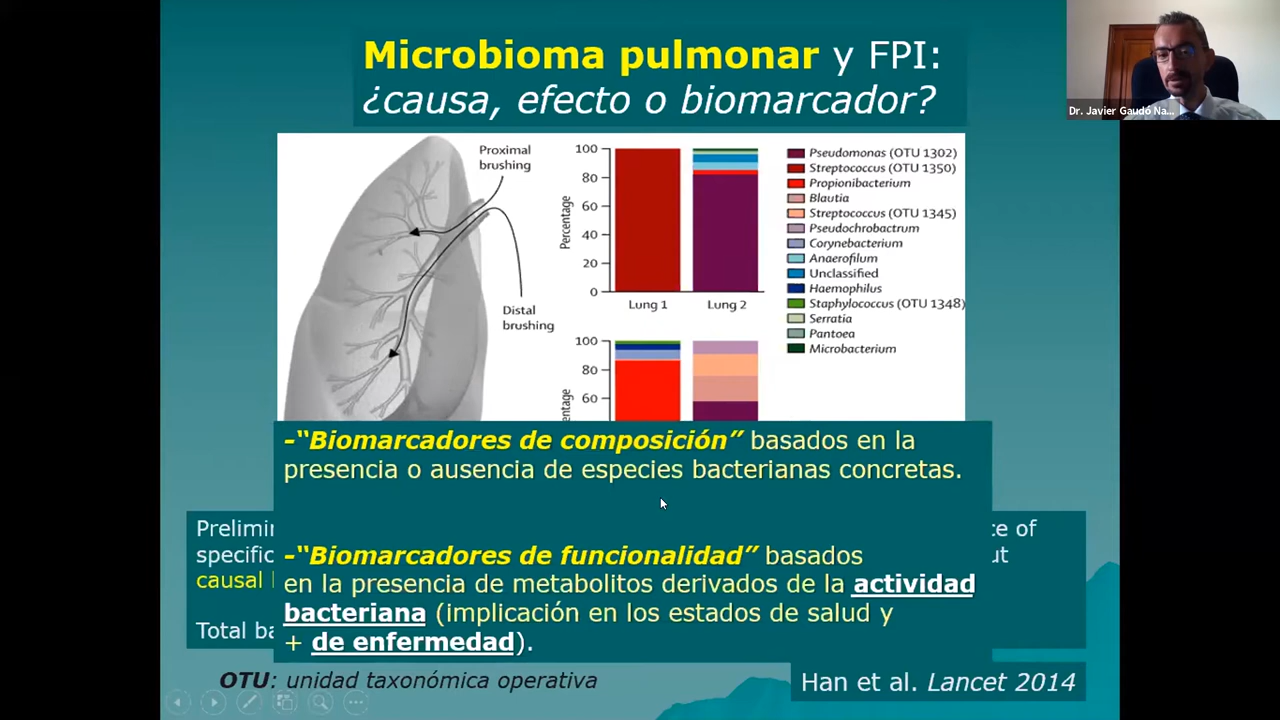 Microbioma pulmonar y FPI:
¿causa, efecto o biomarcador?
Dr. Javier Gaudó Na...
Proximal
brushing
Distal
brushing
Percentage
100
80
60
40
20
0
Lung 1
Lung 2
100
80
60
Pseudomonas (OTU 1302)
Streptococcus (OTU 1350)
Propionibacterium
Blautia
Streptococcus (OTU 1345)
Pseudochrobactrum
Corynebacterium
Anaerofilum
Unclassified
Haemophilus
Staphylococcus (OTU 1348)
Serratia
Pantoea
Microbacterium
-“Biomarcadores de composición” basados en la
presencia o ausencia de especies bacterianas concretas.
-“Biomarcadores de funcionalidad” basados
en la presencia de metabolitos derivados de la actividad
bacteriana (implicación en los estados de salud y
+ de enfermedad).
of
specific
causal
Total
OTU: unidad taxonómica operativa
Han et al. Lancet 2014